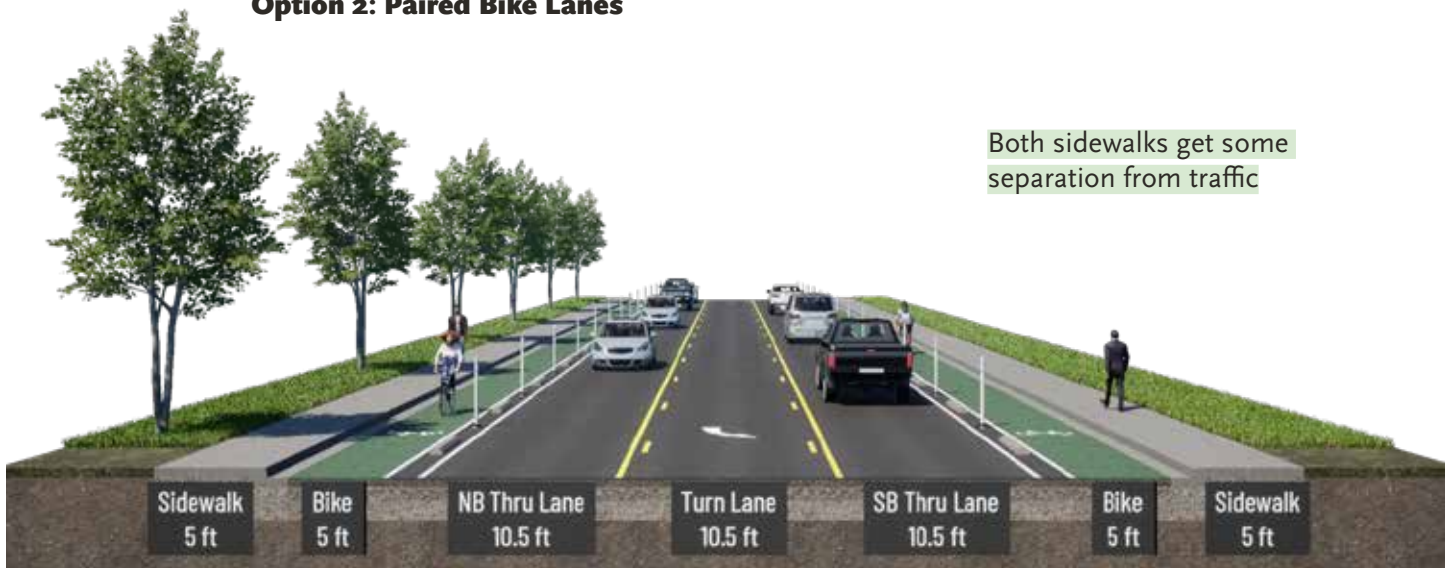 Option 2: Paired Bike Lanes
Both sidewalks get some
separation from traffic
Sidewalk
5 ft
Bike
5 ft
NB Thru Lane
10.5 ft
Turn Lane
10.5 ft
SB Thru Lane
10.5 ft
Bike
5 ft
Sidewalk
5 ft